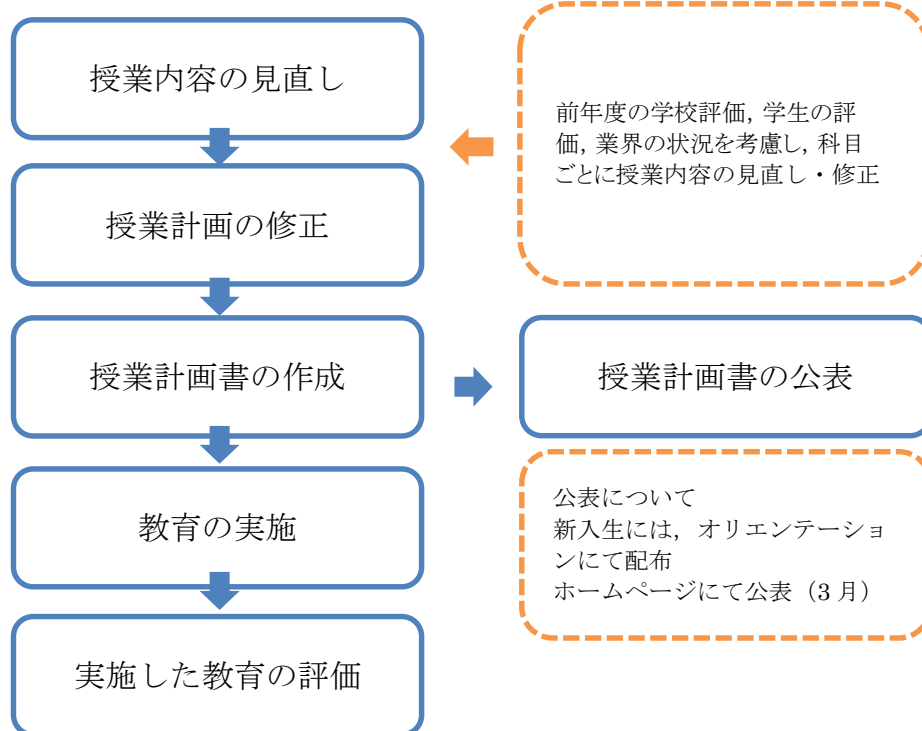 授業内容の見直し
前年度の学校評価, 学生の評
価, 業界の状況を考慮し, 科目
ごとに授業内容の見直し・修正
授業計画の修正
授業計画書の作成
授業計画書の公表
公表について
新入生には，オリエンテーショ
ンにて配布
ホームページにて公表（3 月）
教育の実施
実施した教育の評価